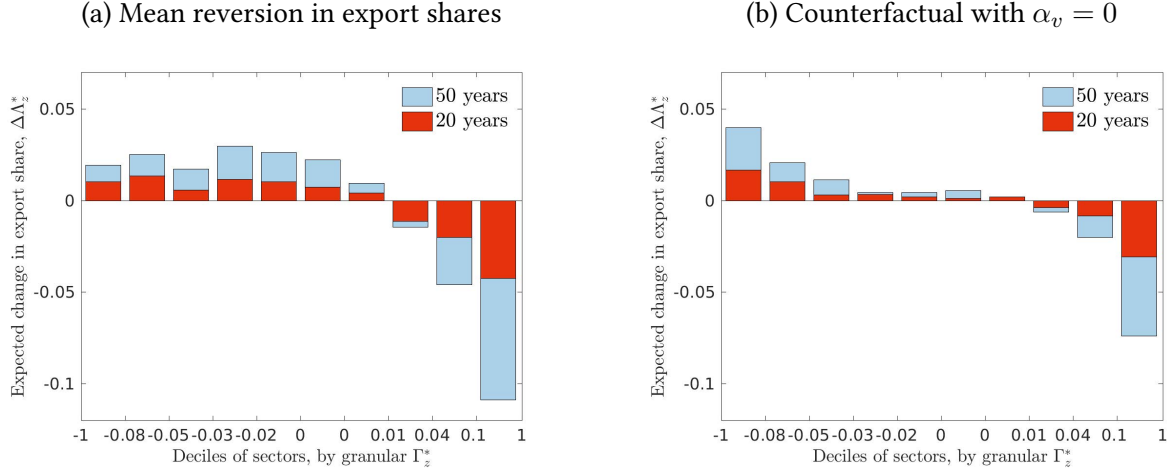 (a) Mean reversion in export shares
Expected change in export share, ΔΛ*z
0.05
0
-0.05
-0.1
50 years
20 years
-1 -0.08 -0.05 -0.03 -0.02 0 0 0.01 0.04 0.1 1
Deciles of sectors, by granular Γ*z
(b) Counterfactual with αv = 0
Expected change in export share, ΔΛ*z
0.05
0
-0.05
-0.1
50 years
20 years
-1 -0.08 -0.05 -0.03 -0.02 0 0 0.01 0.04 0.1 1
Deciles of sectors, by granular Γ*z